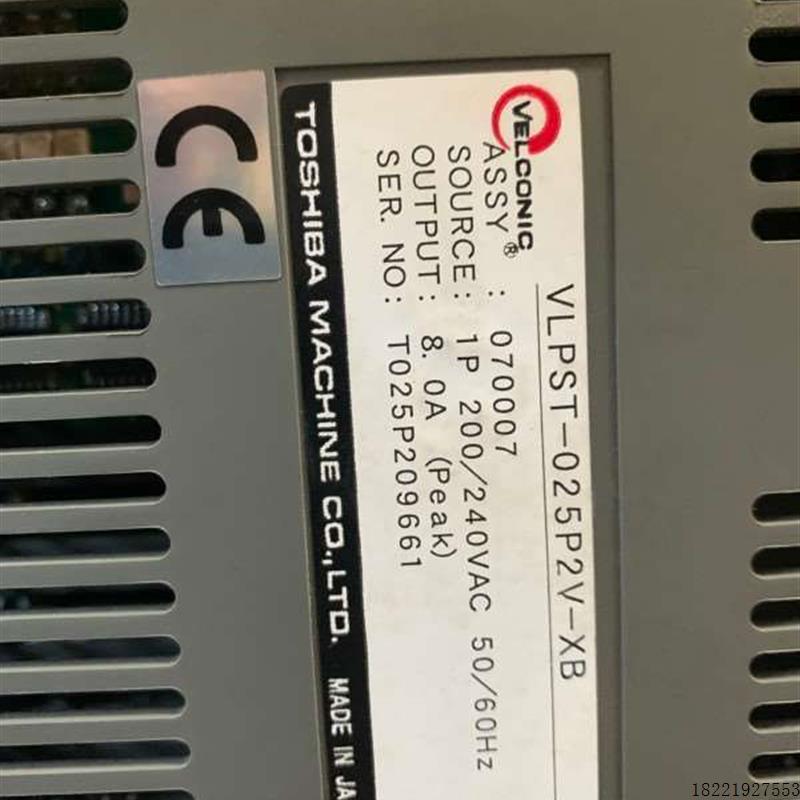 VELCONIC®
VLPST-025P2V-XB
ASSY : 070007
SOURCE: 1P 200/240VAC 50/60Hz
OUTPUT: 8.0A (Peak)
SER. NO: T025P209661
TOSHIBA MACHINE CO.,LTD. MADE IN JA
CE
18221927553